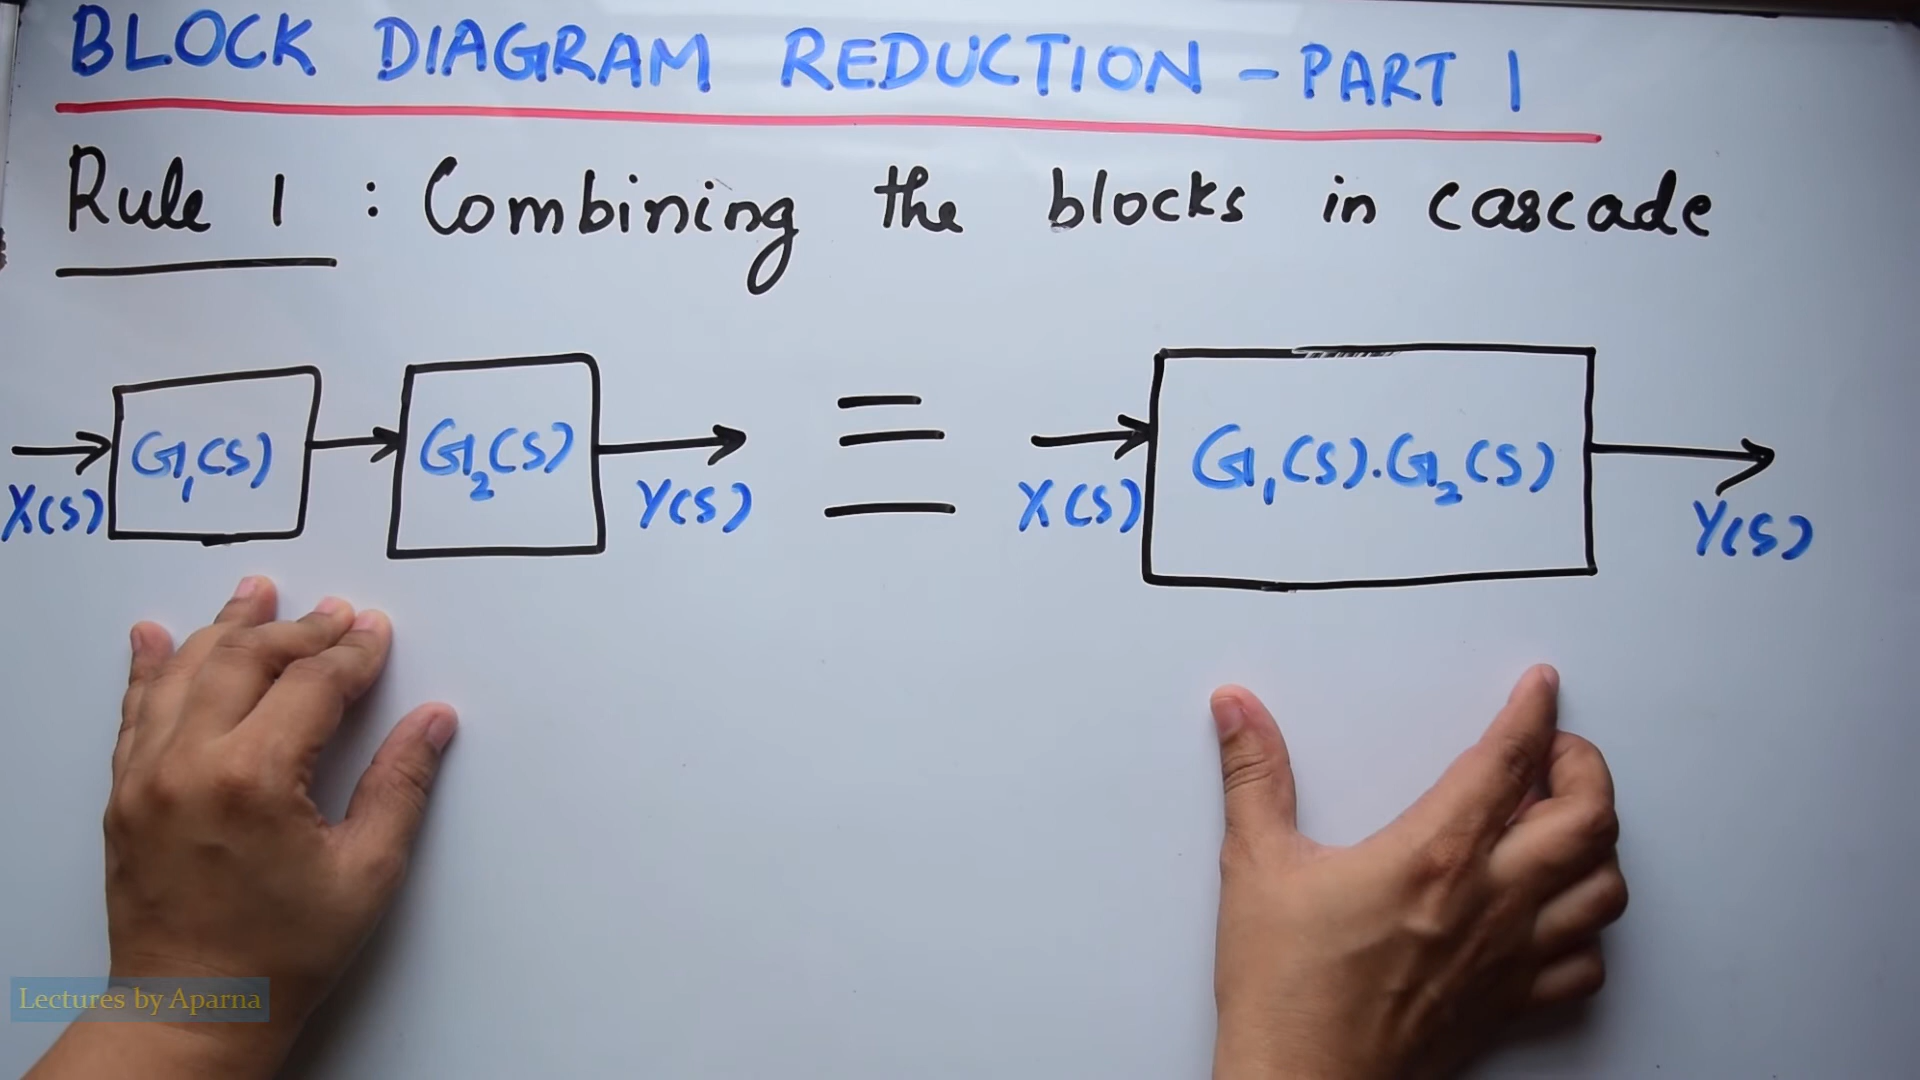 BLOCK DIAGRAM REDUCTION - PART 1
Rule 1 : Combining the blocks in cascade
G1(S) G2(S) ≡ G1(S).G2(S)
X(S) Y(S) X(S) Y(S)
Lectures by Aparna